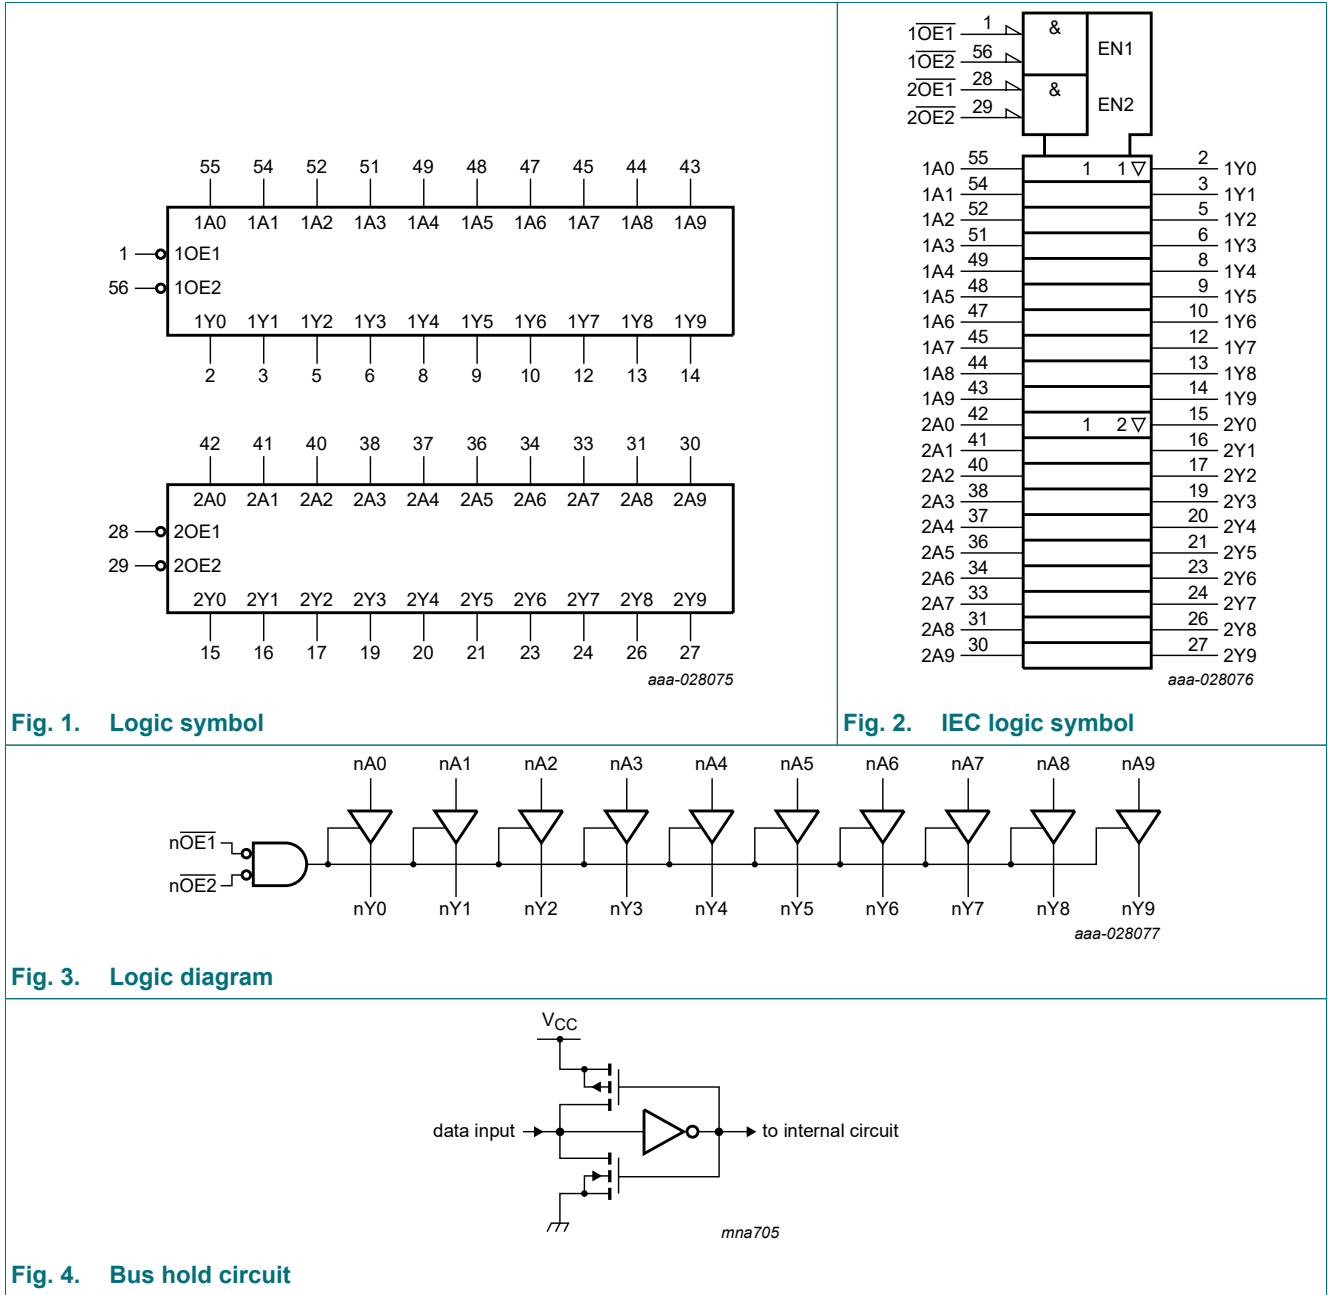 55 54 52 51 49 48 47 45 44 43
1A0 1A1 1A2 1A3 1A4 1A5 1A6 1A7 1A8 1A9
1 1OE1
56 1OE2
1Y0 1Y1 1Y2 1Y3 1Y4 1Y5 1Y6 1Y7 1Y8 1Y9
2 3 5 6 8 9 10 12 13 14
42 41 40 38 37 36 34 33 31 30
2A0 2A1 2A2 2A3 2A4 2A5 2A6 2A7 2A8 2A9
28 2OE1
29 2OE2
2Y0 2Y1 2Y2 2Y3 2Y4 2Y5 2Y6 2Y7 2Y8 2Y9
15 16 17 19 20 21 23 24 26 27
aaa-028075
Fig. 1. Logic symbol
1O̅E̅1̅ 1 & EN1
1O̅E̅2̅ 56
2O̅E̅1̅ 28 & EN2
2O̅E̅2̅ 29
1A0 55 1 1 ▽ 2 1Y0
1A1 54 3 1Y1
1A2 52 5 1Y2
1A3 51 6 1Y3
1A4 49 8 1Y4
1A5 48 9 1Y5
1A6 47 10 1Y6
1A7 45 12 1Y7
1A8 44 13 1Y8
1A9 43 14 1Y9
2A0 42 1 2 ▽ 15 2Y0
2A1 41 16 2Y1
2A2 40 17 2Y2
2A3 38 19 2Y3
2A4 37 20 2Y4
2A5 36 21 2Y5
2A6 34 23 2Y6
2A7 33 24 2Y7
2A8 31 26 2Y8
2A9 30 27 2Y9
aaa-028076
Fig. 2. IEC logic symbol
nA0 nA1 nA2 nA3 nA4 nA5 nA6 nA7 nA8 nA9
nO̅E̅1̅
nO̅E̅2̅
nY0 nY1 nY2 nY3 nY4 nY5 nY6 nY7 nY8 nY9
aaa-028077
Fig. 3. Logic diagram
VCC
data input to internal circuit
mna705
Fig. 4. Bus hold circuit